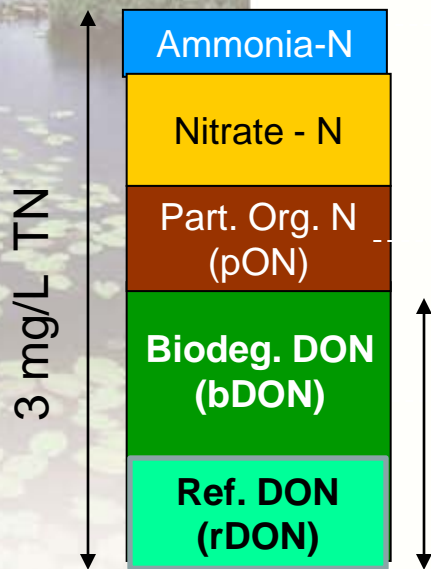 Ammonia-N
Nitrate - N
Part. Org. N
(pON)
Biodeg. DON
(bDON)
Ref. DON
(rDON)
3 mg/L TN